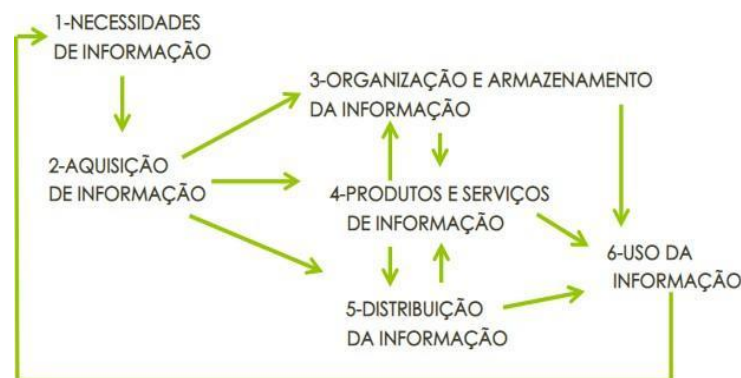 1-NECESSIDADES
DE INFORMAÇÃO
3-ORGANIZAÇÃO E ARMAZENAMENTO
DA INFORMAÇÃO
2-AQUISIÇÃO
DE INFORMAÇÃO
4-PRODUTOS E SERVIÇOS
DE INFORMAÇÃO
6-USO DA
INFORMAÇÃO
5-DISTRIBUIÇÃO
DA INFORMAÇÃO